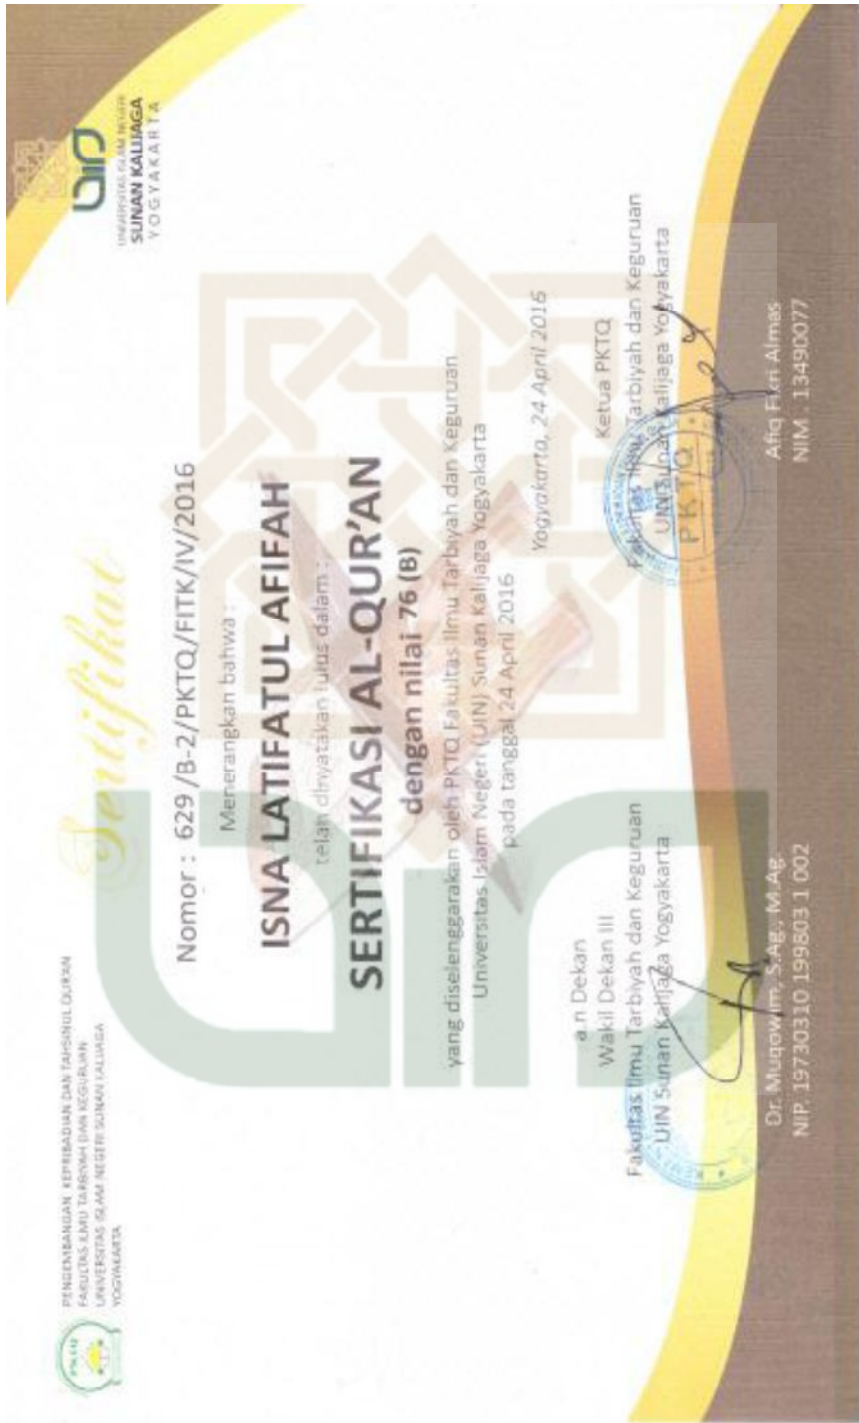 PENGEMBANGAN KEPRIBADIAN DAN TAHSINUL QUR'AN
FAKULTAS ILMU TARBIYAH DAN KEGURUAN
UNIVERSITAS ISLAM NEGERI SUNAN KALIJAGA
YOGYAKARTA
UNIVERSITAS ISLAM NEGERI
SUNAN KALIJAGA
YOGYAKARTA
Sertifikat
Nomor : 629 /B-2/PKTQ/FITK/IV/2016
Menerangkan bahwa :
ISNA LATIFATUL AFIFAH
telah dinyatakan lulus dalam :
SERTIFIKASI AL-QUR'AN
dengan nilai 76 (B)
yang diselenggarakan oleh PKTQ Fakultas Ilmu Tarbiyah dan Keguruan
Universitas Islam Negeri (UIN) Sunan Kalijaga Yogyakarta
pada tanggal 24 April 2016
Yogyakarta, 24 April 2016
a.n Dekan
Wakil Dekan III
Fakultas Ilmu Tarbiyah dan Keguruan
UIN Sunan Kalijaga Yogyakarta
Dr. Muqowim, S.Ag., M.Ag.
NIP. 19730310 199803 1 002
Ketua PKTQ
Fakultas Ilmu Tarbiyah dan Keguruan
UIN Sunan Kalijaga Yogyakarta
PKTQ
Afiq Fikri Almas
NIM . 13490077